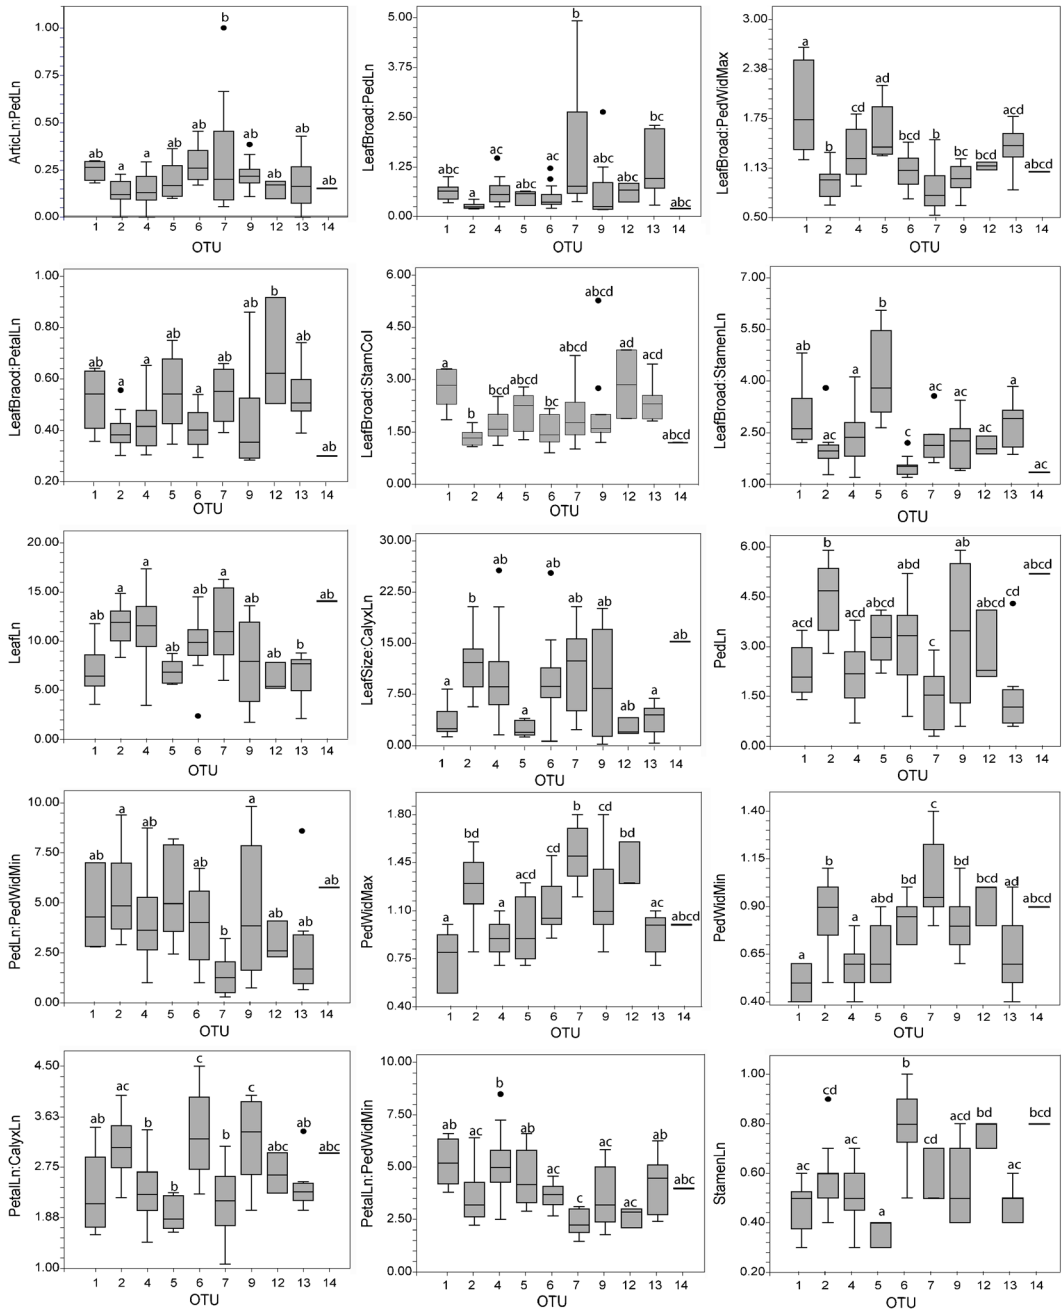 ArticLn:PedLn
1.00
0.75
0.50
0.25
0.00
ab a a ab ab b ab ab ab ab
1 2 4 5 6 7 9 12 13 14
OTU
LeafBroad:PedLn
5.00
3.75
2.50
1.25
0.00
abc a ac abc ac b abc abc bc abc
1 2 4 5 6 7 9 12 13 14
OTU
LeafBroad:PedWidMax
3.00
2.38
1.75
1.13
0.50
a b cd ad bcd b bc bcd acd
1 2 4 5 6 7 9 12 13 14
OTU
LeafBraod:PetalLn
1.00
0.80
0.60
0.40
0.20
ab a a ab a ab ab b ab ab
1 2 4 5 6 7 9 12 13 14
OTU
LeafBroad:StamCol
6.00
4.50
3.00
1.50
0.00
a b bcd abcd bc abcd abcd ad acd abcd
1 2 4 5 6 7 9 12 13 14
OTU
LeafBroad:StamenLn
7.00
5.50
4.00
2.50
1.00
ab ac ac b c ac ac ac a ac
1 2 4 5 6 7 9 12 13 14
OTU
LeafLn
20.00
15.00
10.00
5.00
0.00
ab a a ab ab a ab ab b ab
1 2 4 5 6 7 9 12 13 14
OTU
LeafSize:CalyxLn
30.00
22.50
15.00
7.50
0.00
a b ab a ab ab ab ab a ab
1 2 4 5 6 7 9 12 13 14
OTU
PedLn
6.00
4.50
3.00
1.50
0.00
acd b acd abcd abd c ab abcd cd abcd
1 2 4 5 6 7 9 12 13 14
OTU
PedLn:PedWidMin
10.00
7.50
5.00
2.50
0.00
ab a ab a ab b a ab ab ab
1 2 4 5 6 7 9 12 13 14
OTU
PedWidMax
1.80
1.45
1.10
0.75
0.40
a bd a acd cd b cd bd ac abcd
1 2 4 5 6 7 9 12 13 14
OTU
PedWidMin
1.40
1.15
0.90
0.65
0.40
a b a abd bd c bd bcd ad abcd
1 2 4 5 6 7 9 12 13 14
OTU
PetalLn:CalyxLn
4.50
3.63
2.75
1.88
1.00
ab ac b b c b c abc ab abc
1 2 4 5 6 7 9 12 13 14
OTU
PetalLn:PedWidMin
10.00
7.50
5.00
2.50
0.00
ab ac b ab ac c ac ac ab abc
1 2 4 5 6 7 9 12 13 14
OTU
StamenLn
1.00
0.80
0.60
0.40
0.20
ac cd ac a b cd acd bd ac bcd
1 2 4 5 6 7 9 12 13 14
OTU